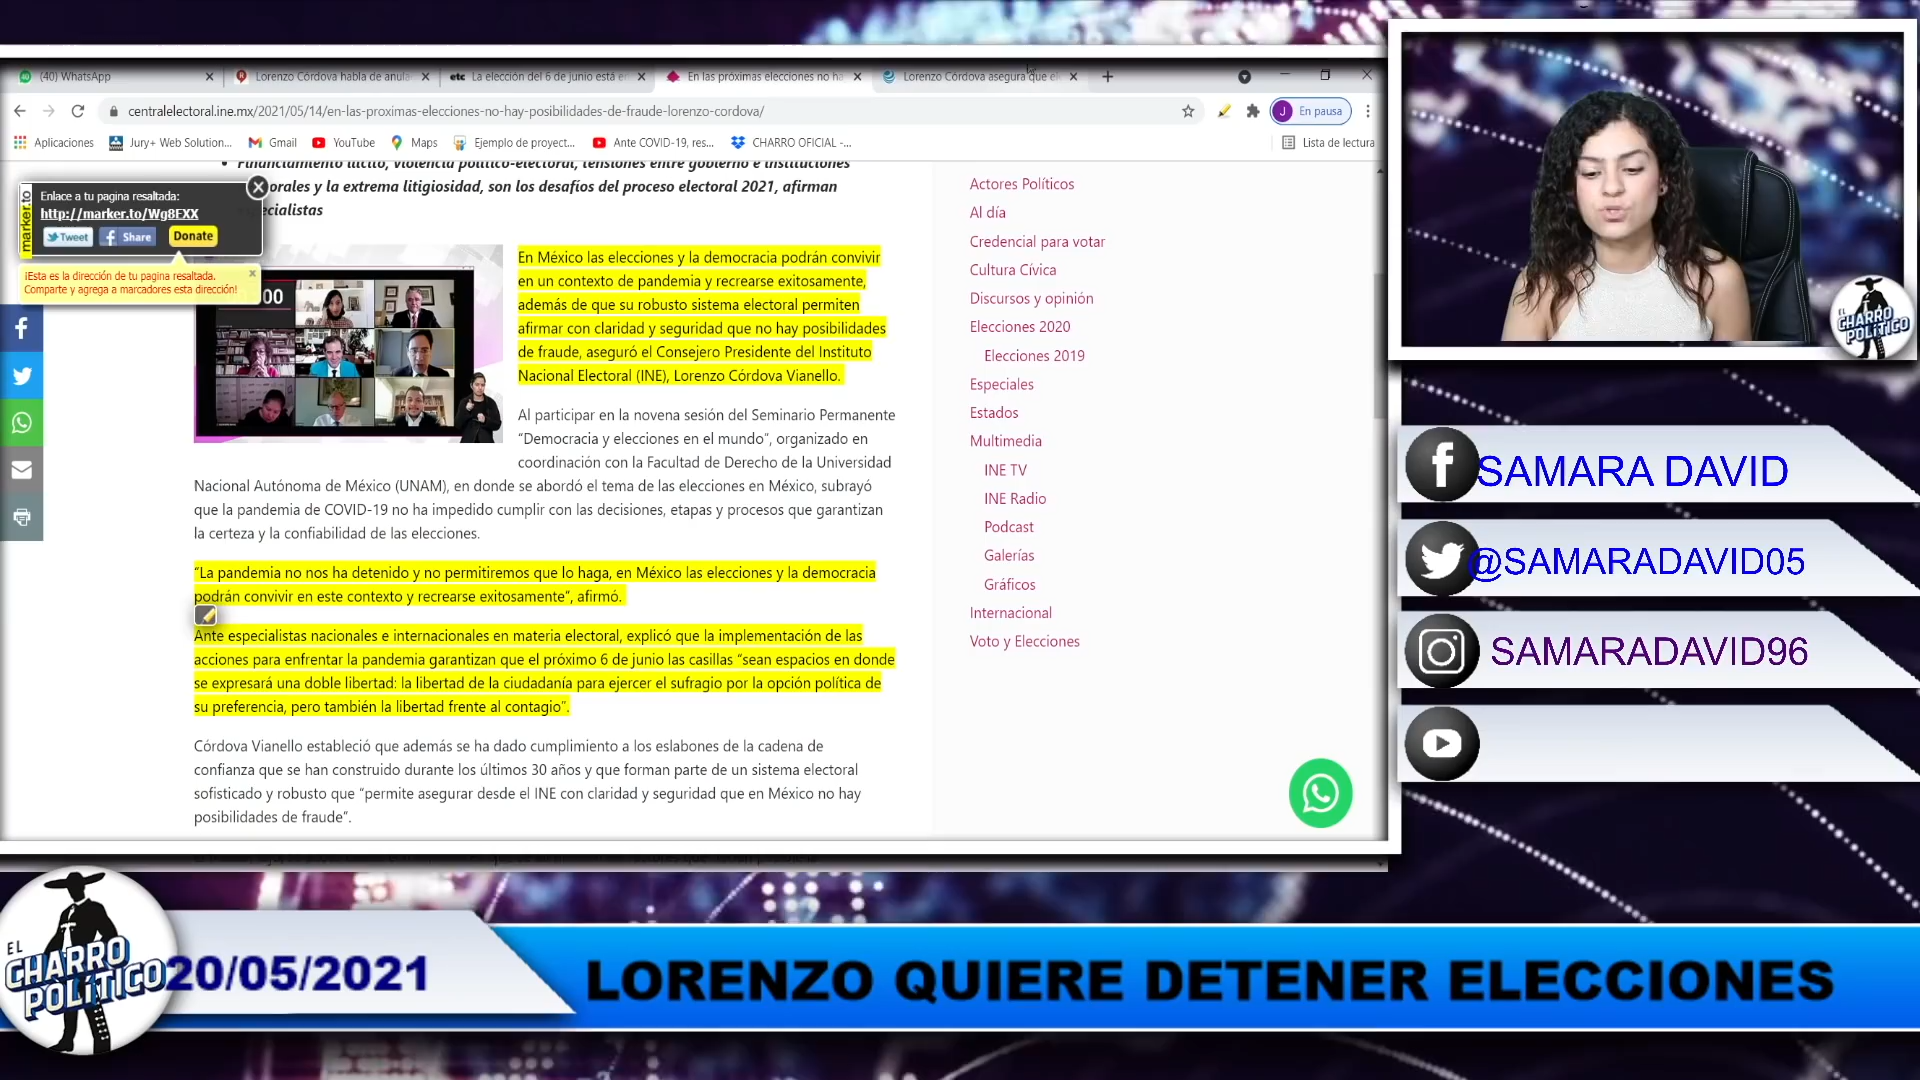 (40) WhatsApp
Lorenzo Córdova habla de anula
etc La elección del 6 de junio está en
En las próximas elecciones no ha
Lorenzo Córdova asegura que el
centralelectoral.ine.mx/2021/05/14/en-las-proximas-elecciones-no-hay-posibilidades-de-fraude-lorenzo-cordova/
J En pausa
Aplicaciones
Jury+ Web Solution...
Gmail
YouTube
Maps
Ejemplo de proyect...
Ante COVID-19, res...
CHARRO OFICIAL -...
Lista de lectura
Financiamiento ilícito, violencia político-electoral, tensiones entre gobierno e instituciones
orales y la extrema litigiosidad, son los desafíos del proceso electoral 2021, afirman
specialistas
marker.to
Enlace a tu pagina resaltada:
http://marker.to/Wg8EXX
Tweet
Share
Donate
¡Esta es la dirección de tu pagina resaltada.
Comparte y agrega a marcadores esta dirección!
En México las elecciones y la democracia podrán convivir
en un contexto de pandemia y recrearse exitosamente,
además de que su robusto sistema electoral permiten
afirmar con claridad y seguridad que no hay posibilidades
de fraude, aseguró el Consejero Presidente del Instituto
Nacional Electoral (INE), Lorenzo Córdova Vianello.
Al participar en la novena sesión del Seminario Permanente
“Democracia y elecciones en el mundo”, organizado en
coordinación con la Facultad de Derecho de la Universidad
Nacional Autónoma de México (UNAM), en donde se abordó el tema de las elecciones en México, subrayó
que la pandemia de COVID-19 no ha impedido cumplir con las decisiones, etapas y procesos que garantizan
la certeza y la confiabilidad de las elecciones.
“La pandemia no nos ha detenido y no permitiremos que lo haga, en México las elecciones y la democracia
podrán convivir en este contexto y recrearse exitosamente”, afirmó.
Ante especialistas nacionales e internacionales en materia electoral, explicó que la implementación de las
acciones para enfrentar la pandemia garantizan que el próximo 6 de junio las casillas “sean espacios en donde
se expresará una doble libertad: la libertad de la ciudadanía para ejercer el sufragio por la opción política de
su preferencia, pero también la libertad frente al contagio”.
Córdova Vianello estableció que además se ha dado cumplimiento a los eslabones de la cadena de
confianza que se han construido durante los últimos 30 años y que forman parte de un sistema electoral
sofisticado y robusto que “permite asegurar desde el INE con claridad y seguridad que en México no hay
posibilidades de fraude”.
Actores Políticos
Al día
Credencial para votar
Cultura Cívica
Discursos y opinión
Elecciones 2020
Elecciones 2019
Especiales
Estados
Multimedia
INE TV
INE Radio
Podcast
Galerías
Gráficos
Internacional
Voto y Elecciones
EL
CHARRO
POLÍTICO
SAMARA DAVID
@SAMARADAVID05
SAMARADAVID96
EL
CHARRO
POLÍTICO
20/05/2021
LORENZO QUIERE DETENER ELECCIONES